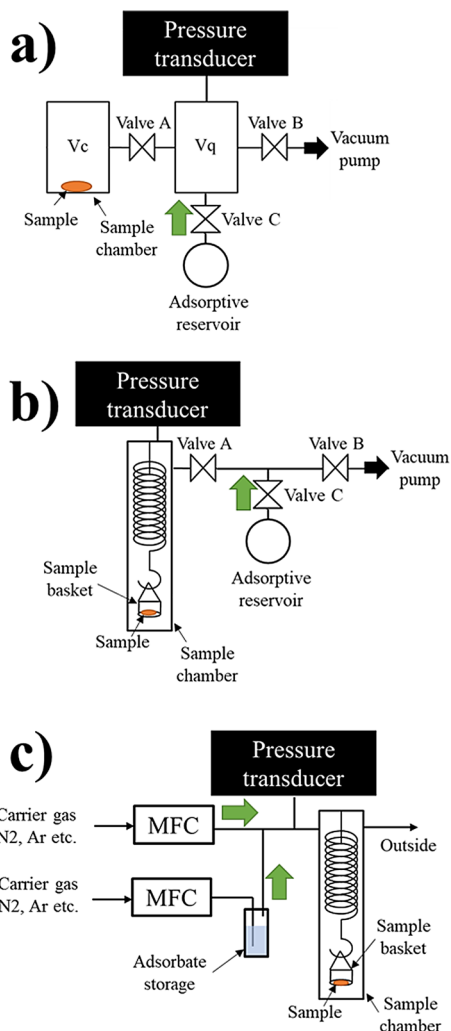 a)
Pressure
transducer
Valve A
Valve B
Vc
Vq
Vacuum
pump
Sample
Sample
chamber
Valve C
Adsorptive
reservoir
b)
Pressure
transducer
Valve A
Valve B
Vacuum
pump
Valve C
Sample
basket
Adsorptive
reservoir
Sample
Sample
chamber
c)
Pressure
transducer
Carrier gas
N2, Ar etc.
MFC
Outside
Carrier gas
N2, Ar etc.
MFC
Sample
basket
Adsorbate
storage
Sample
Sample
chamber